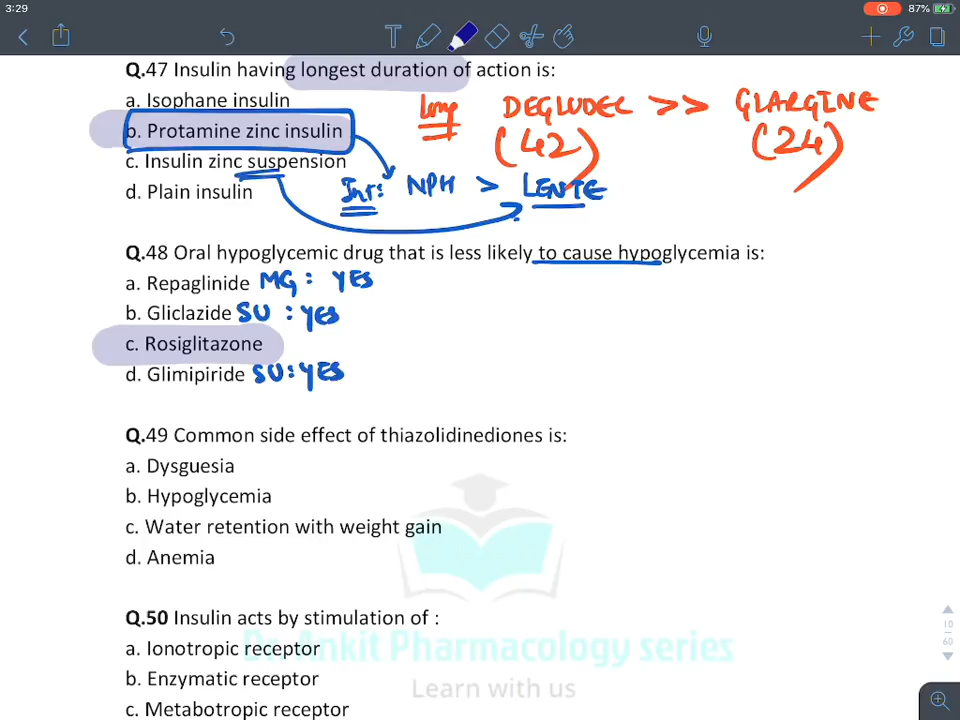 3:29
87%
Q.47 Insulin having longest duration of action is:
a. Isophane insulin
b. Protamine zinc insulin
c. Insulin zinc suspension
d. Plain insulin
Long DEGLUDEC >> GLARGINE
(42) (24)
Int: NPH > LENTE
Q.48 Oral hypoglycemic drug that is less likely to cause hypoglycemia is:
a. Repaglinide MG : YES
b. Gliclazide SU : YES
c. Rosiglitazone
d. Glimipiride SU : YES
Q.49 Common side effect of thiazolidinediones is:
a. Dysguesia
b. Hypoglycemia
c. Water retention with weight gain
d. Anemia
Q.50 Insulin acts by stimulation of :
a. Ionotropic receptor
b. Enzymatic receptor
c. Metabotropic receptor
Dr. Ankit Pharmacology series
Learn with us
10
60